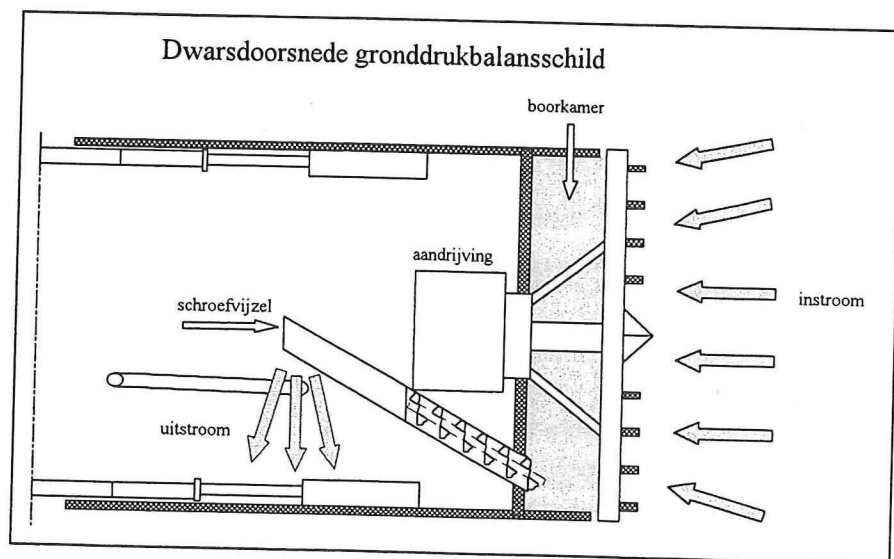 Dwarsdoorsnede gronddrukbalansschild
boorkamer
aandrijving
schroefvijzel
instroom
uitstroom